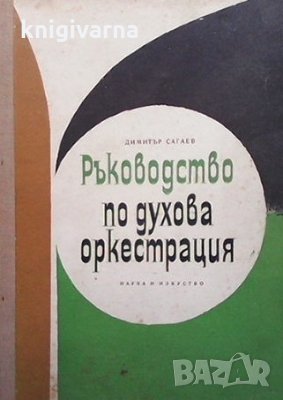 knigivarna
ДИМИТЪР САГАЕВ
Ръководство
по духова
оркестрация
НАУКА И ИЗКУСТВО
BAZAR